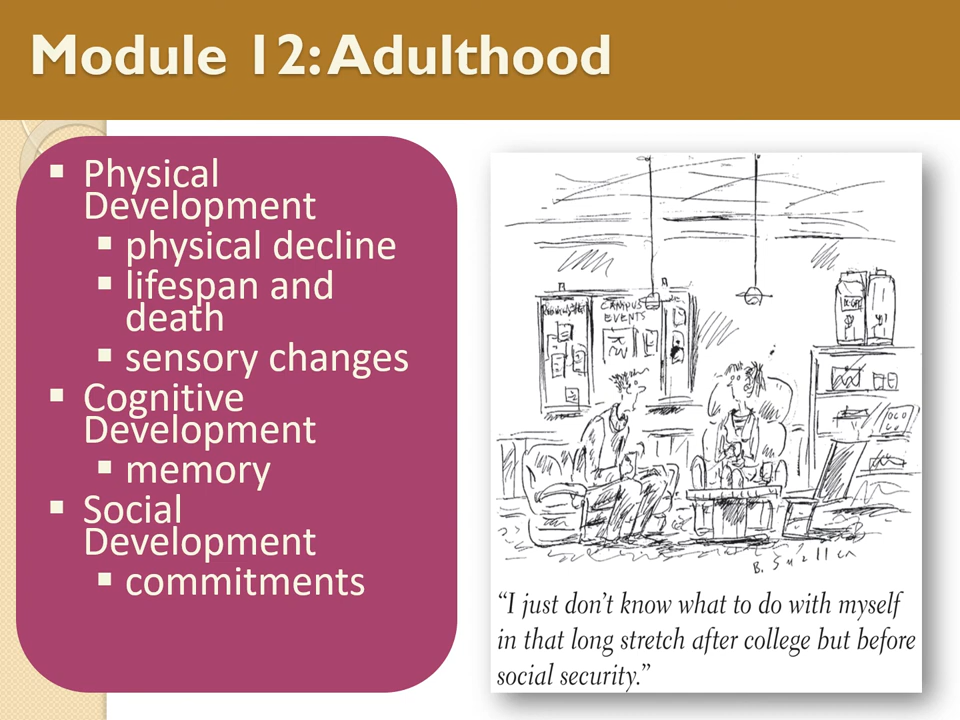 Module 12: Adulthood
▪ Physical
Development
▪ physical decline
▪ lifespan and
death
▪ sensory changes
▪ Cognitive
Development
▪ memory
▪ Social
Development
▪ commitments
CAMPUS
EVENTS
“I just don’t know what to do with myself
in that long stretch after college but before
social security.”